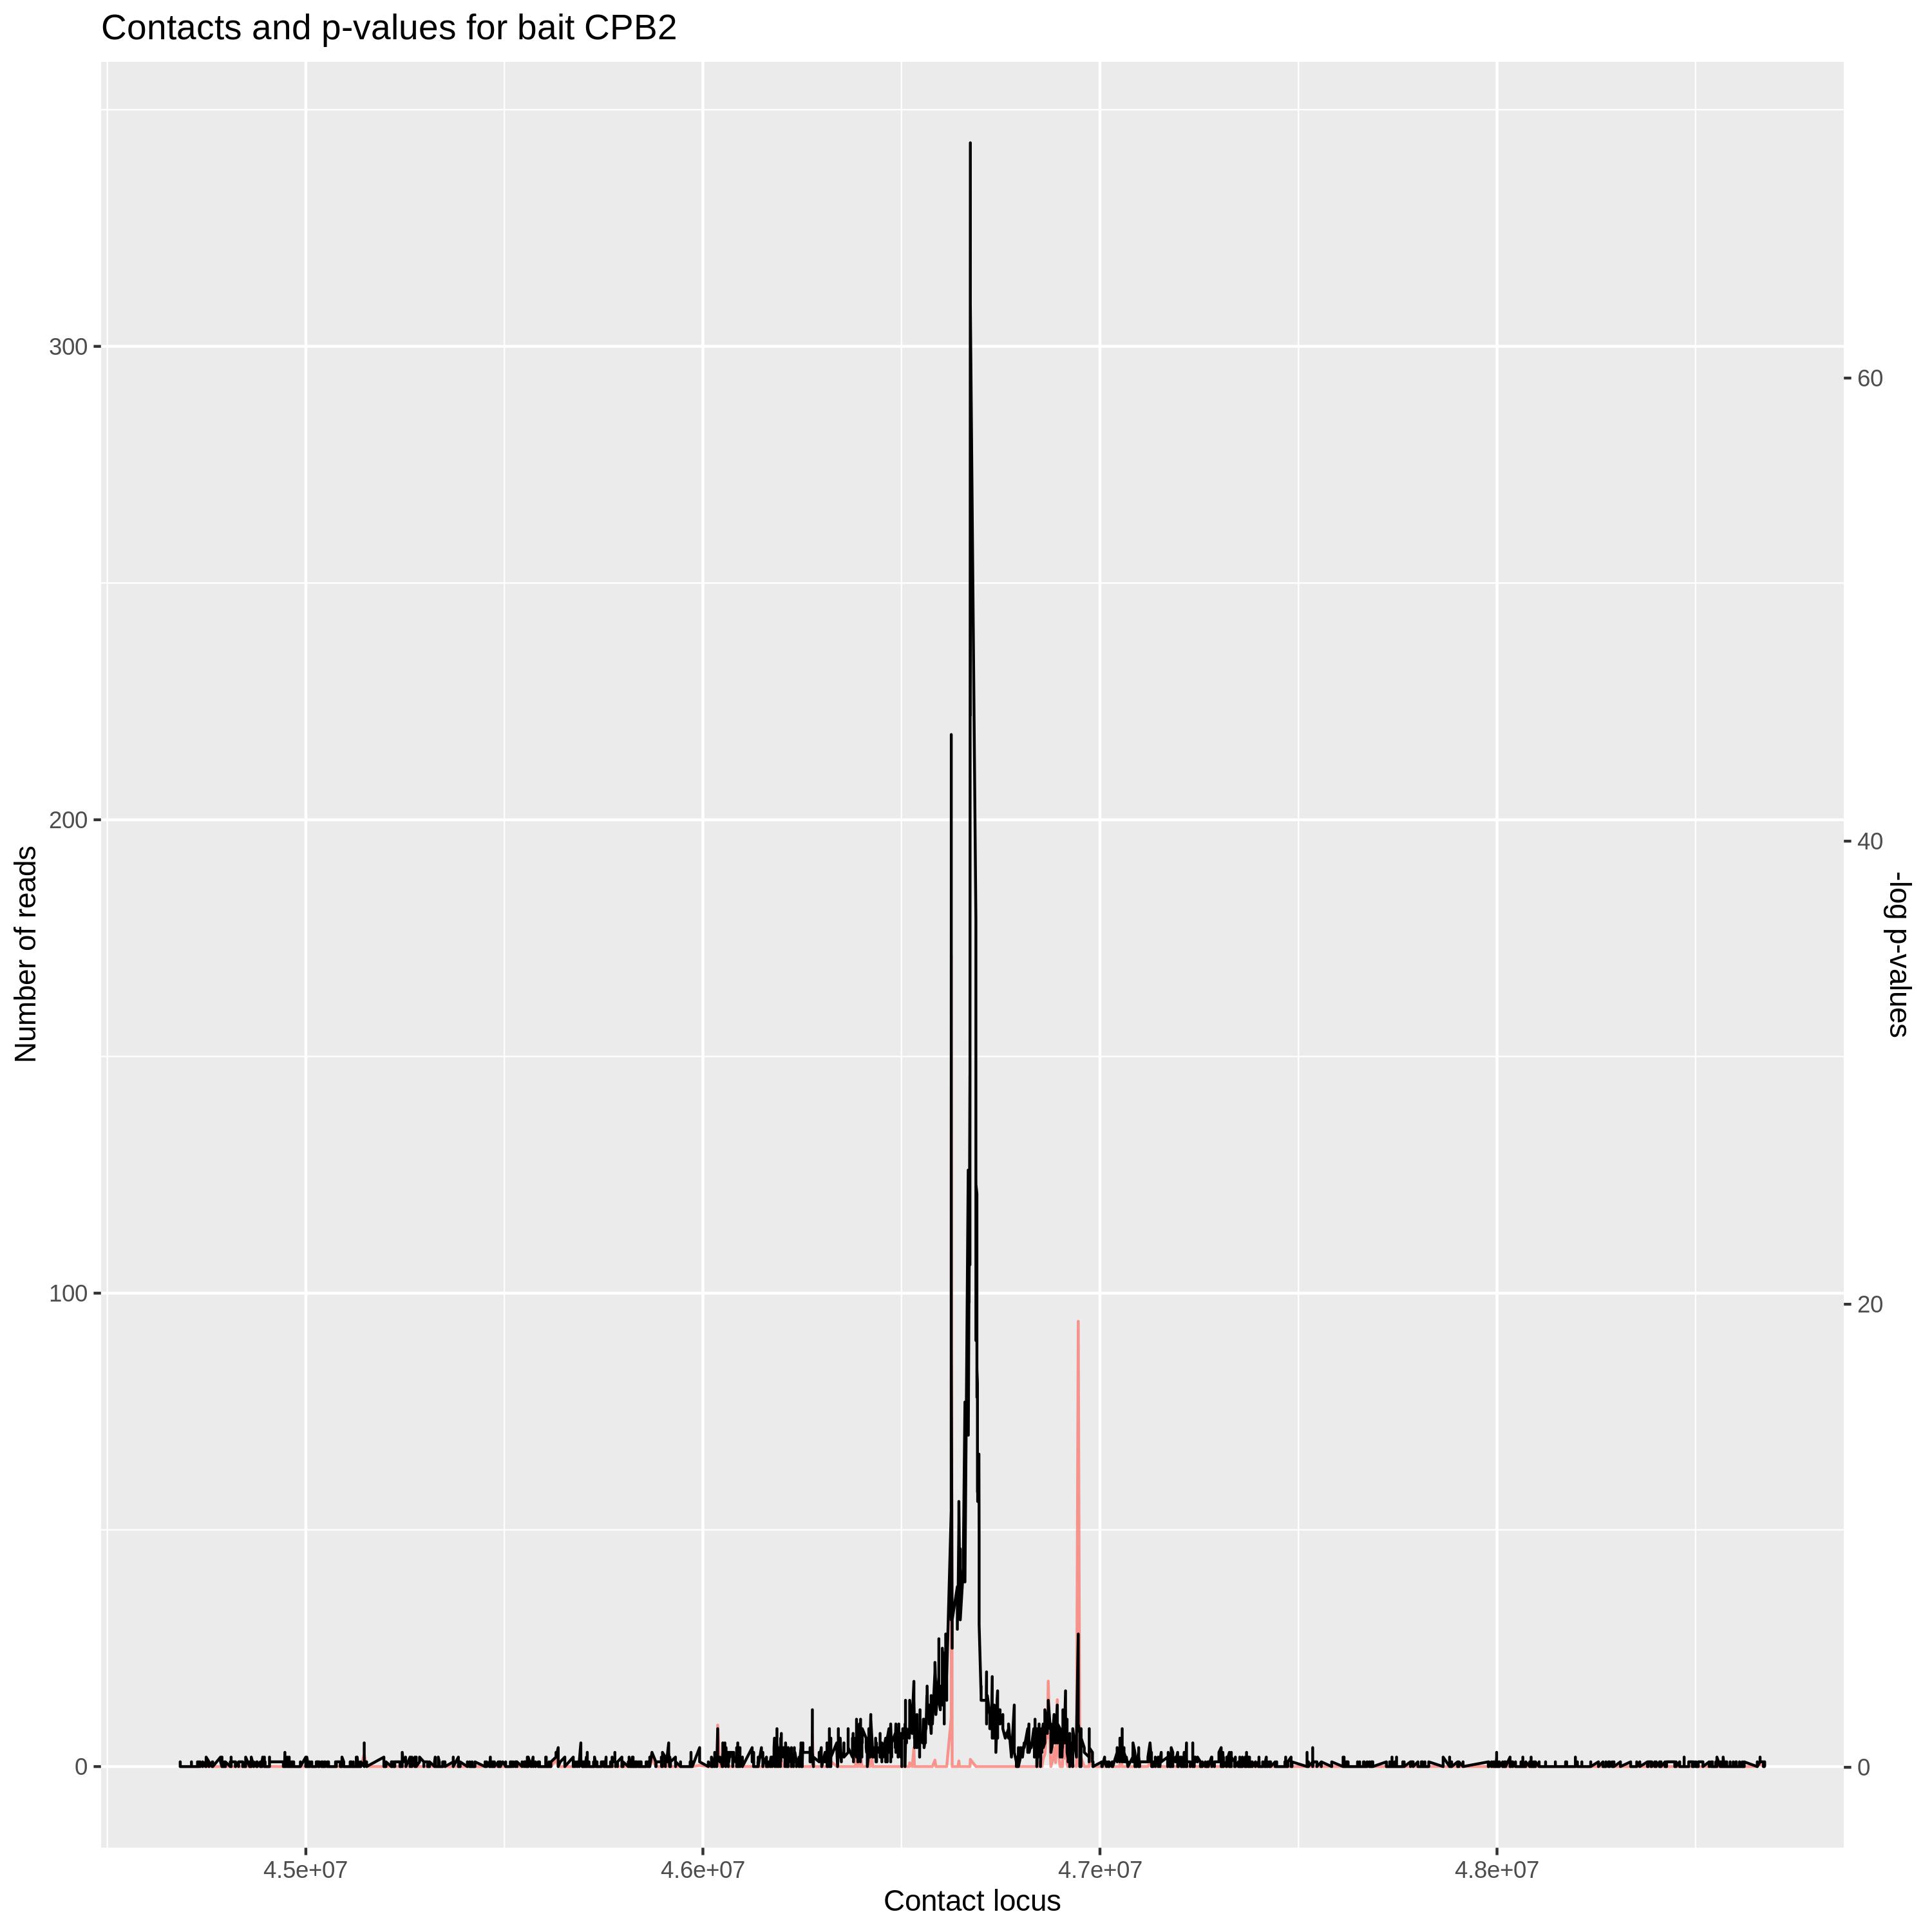 Contacts and p-values for bait CPB2
300
200
100
0
Number of reads
60
40
20
0
-log p-values
4.5e+07
4.6e+07
4.7e+07
4.8e+07
Contact locus